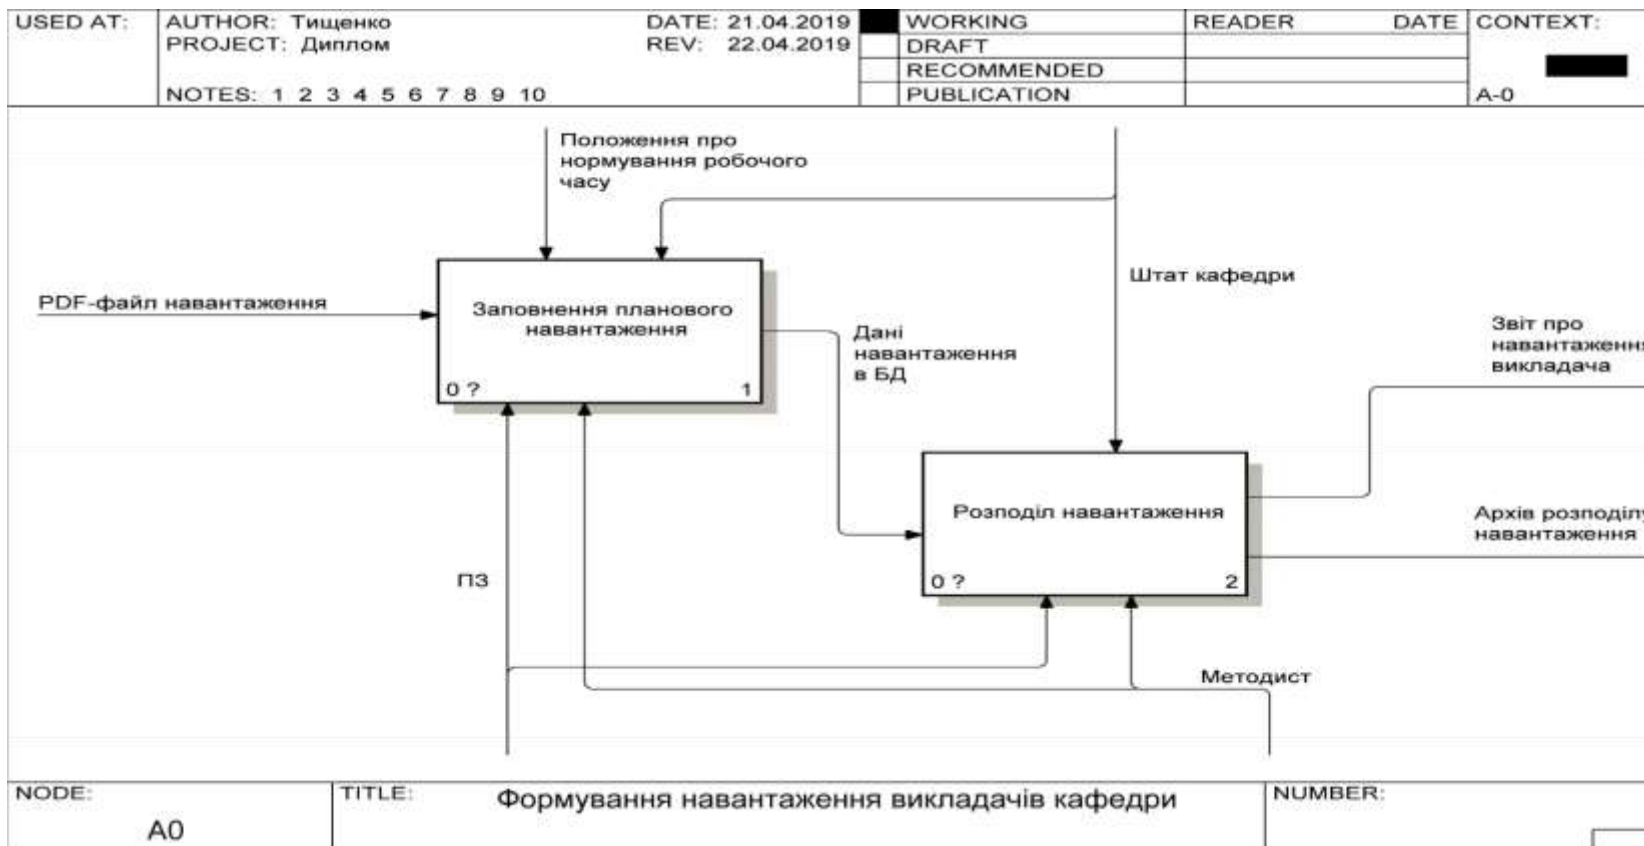 USED AT:
AUTHOR: Тищенко
DATE: 21.04.2019
WORKING
READER
DATE
CONTEXT:
PROJECT: Диплом
REV: 22.04.2019
DRAFT
RECOMMENDED
NOTES: 1 2 3 4 5 6 7 8 9 10
PUBLICATION
A-0
Положення про
нормування робочого
часу
Штат кафедри
PDF-файл навантаження
Заповнення планового
навантаження
0 ?
1
Дані
навантаження
в БД
Звіт про
навантаження
викладача
Розподіл навантаження
0 ?
2
Архів розподілу
навантаження
ПЗ
Методист
NODE:
A0
TITLE:
Формування навантаження викладачів кафедри
NUMBER: